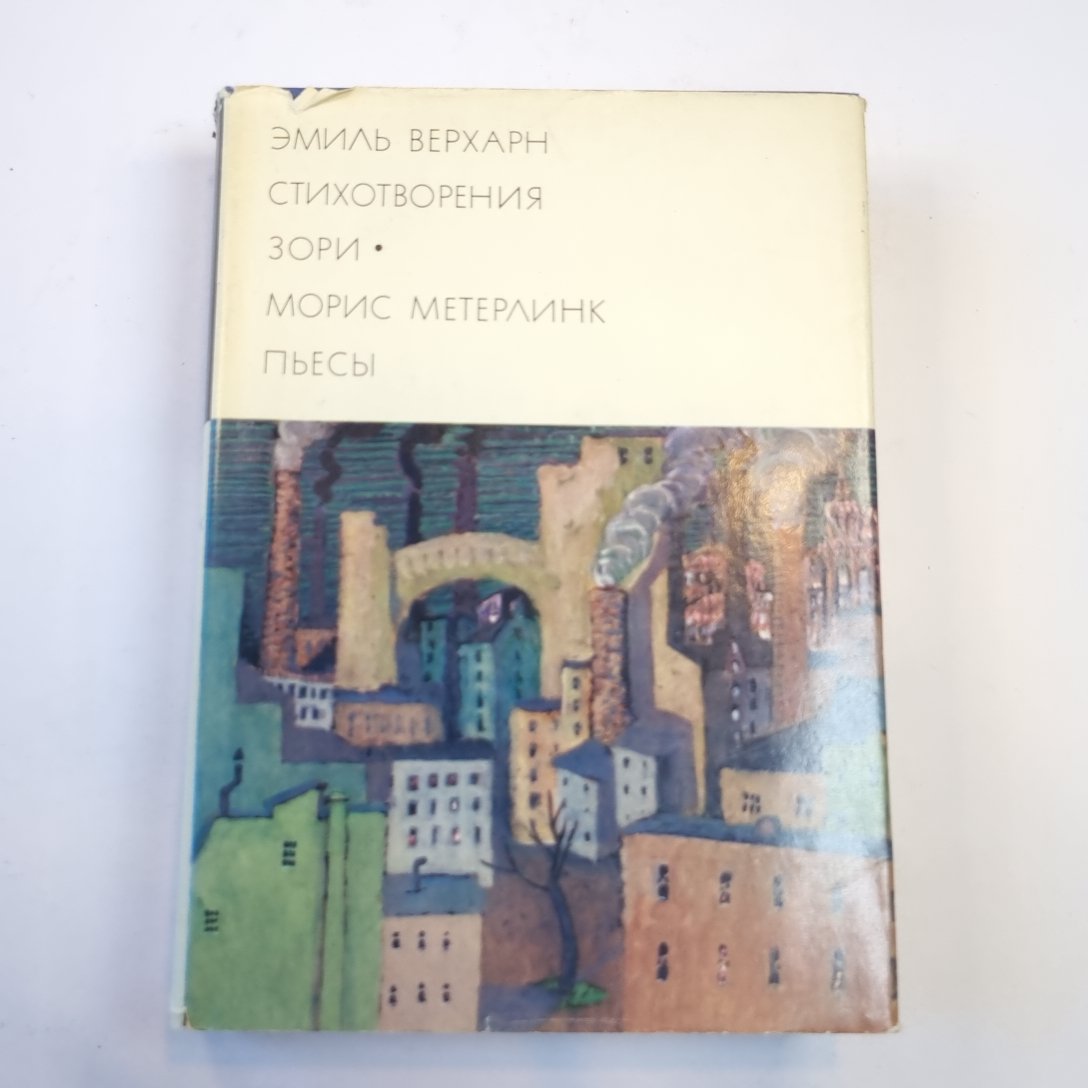 ЭМИЛЬ ВЕРХАРН
СТИХОТВОРЕНИЯ
ЗОРИ •
МОРИС МЕТЕРЛИНК
ПЬЕСЫ